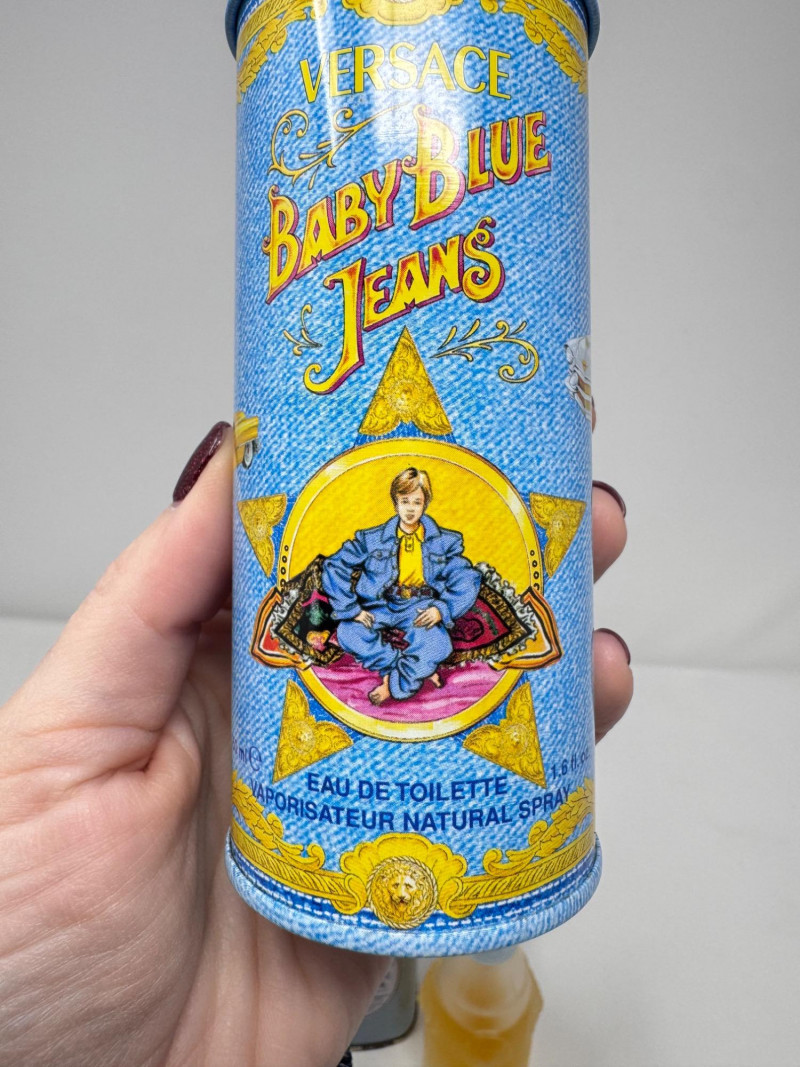 VERSACE
BABY BLUE
JEANS
EAU DE TOILETTE
VAPORISATEUR NATURAL SPRAY